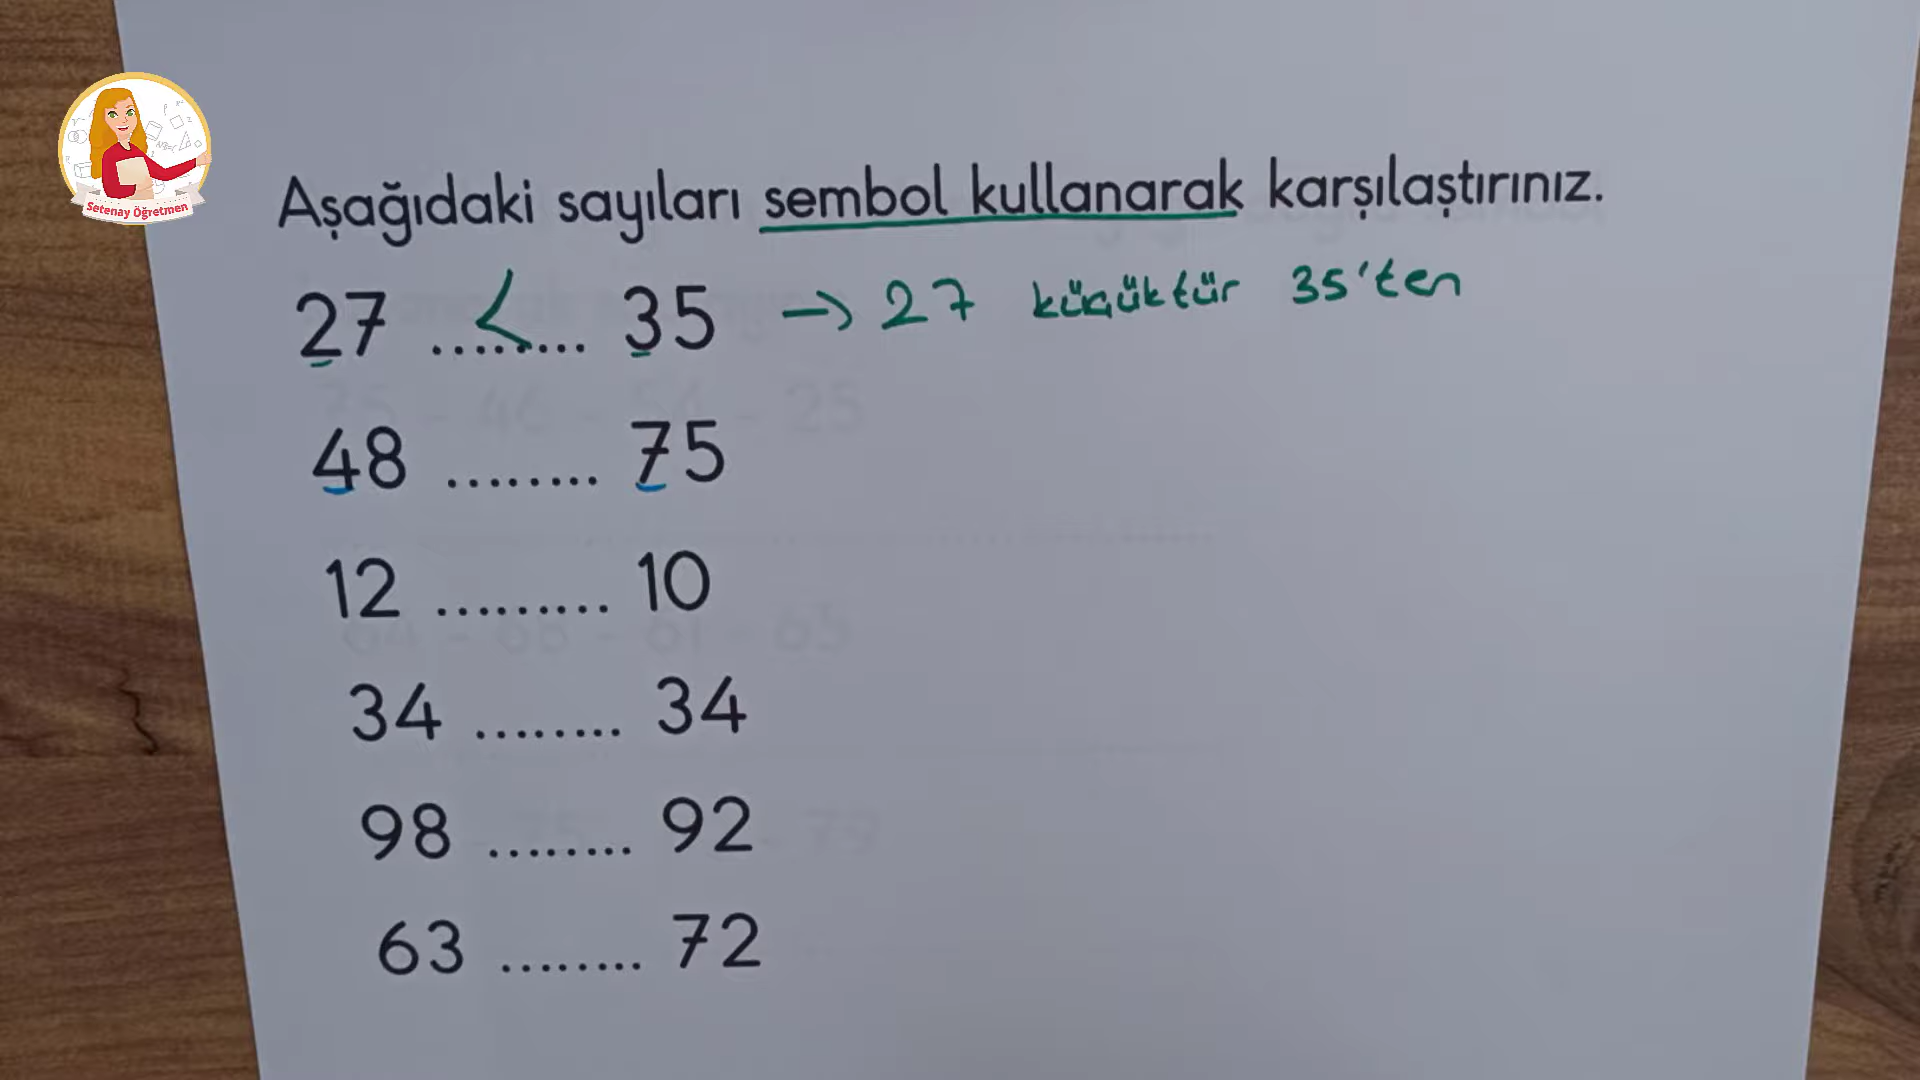 Setenay Öğretmen
Aşağıdaki sayıları sembol kullanarak karşılaştırınız.
27 ........ < 35 → 27 küçüktür 35'ten
48 ........ 75
12 ......... 10
34 ........ 34
98 ........ 92
63 ........ 72